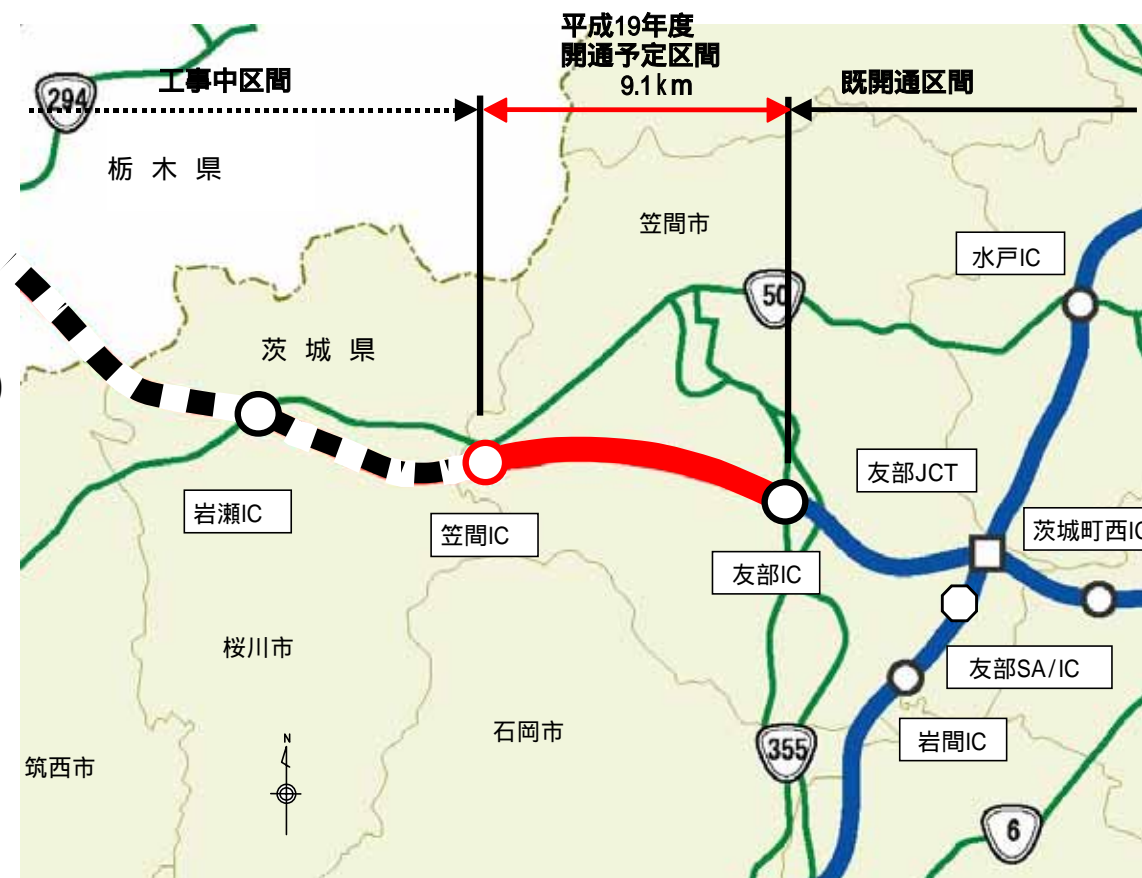 平成19年度
開通予定区間
9.1km
工事中区間
既開通区間
294
栃木県
笠間市
水戸IC
50
茨城県
友部JCT
岩瀬IC
笠間IC
茨城町西IC
友部IC
桜川市
友部SA/IC
石岡市
岩間IC
N
355
筑西市
6
)